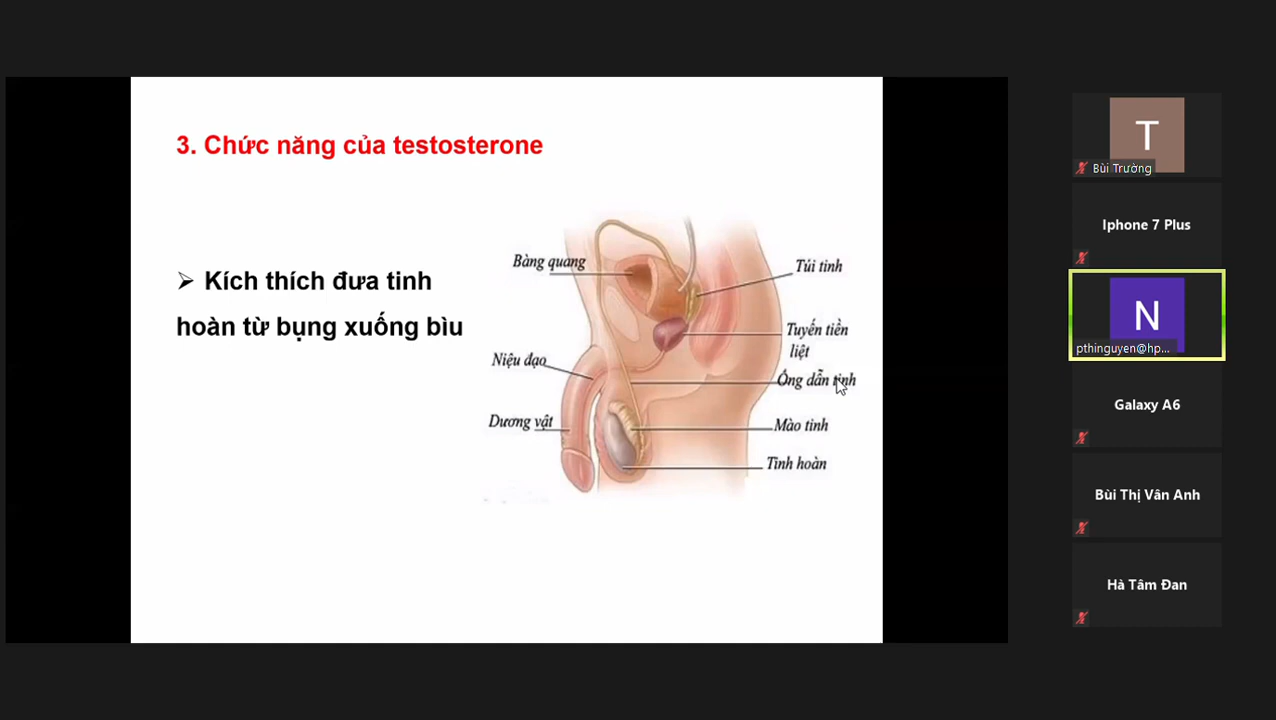 3. Chức năng của testosterone
➢ Kích thích đưa tinh
hoàn từ bụng xuống bìu
Bàng quang
Niệu đạo
Dương vật
Túi tinh
Tuyến tiền
liệt
Ống dẫn tinh
Mào tinh
Tinh hoàn
T
Bùi Trường
Iphone 7 Plus
N
pthinguyen@hp...
Galaxy A6
Bùi Thị Vân Anh
Hà Tâm Đan